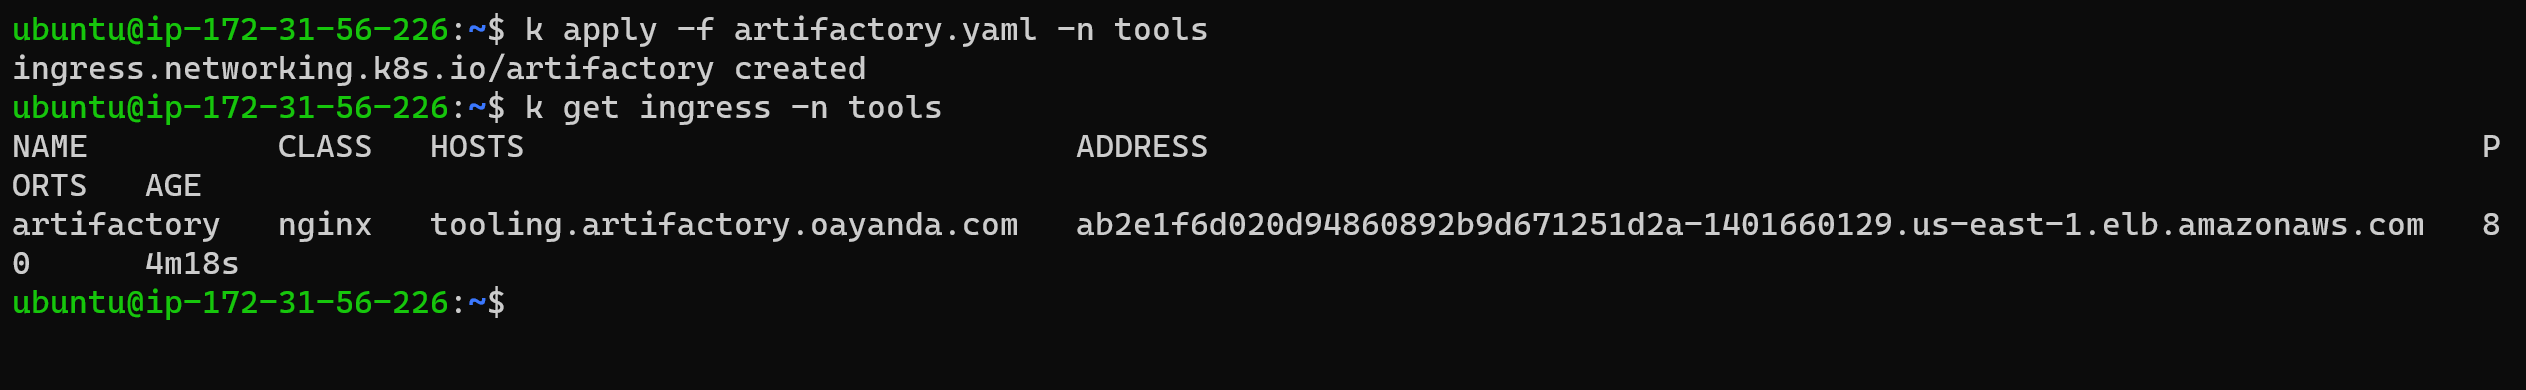 ubuntu@ip-172-31-56-226:~$ k apply -f artifactory.yaml -n tools
ingress.networking.k8s.io/artifactory created
ubuntu@ip-172-31-56-226:~$ k get ingress -n tools
NAME          CLASS   HOSTS                             ADDRESS                                                                   P
ORTS   AGE
artifactory   nginx   tooling.artifactory.oayanda.com   ab2e1f6d020d94860892b9d671251d2a-1401660129.us-east-1.elb.amazonaws.com   8
0      4m18s
ubuntu@ip-172-31-56-226:~$